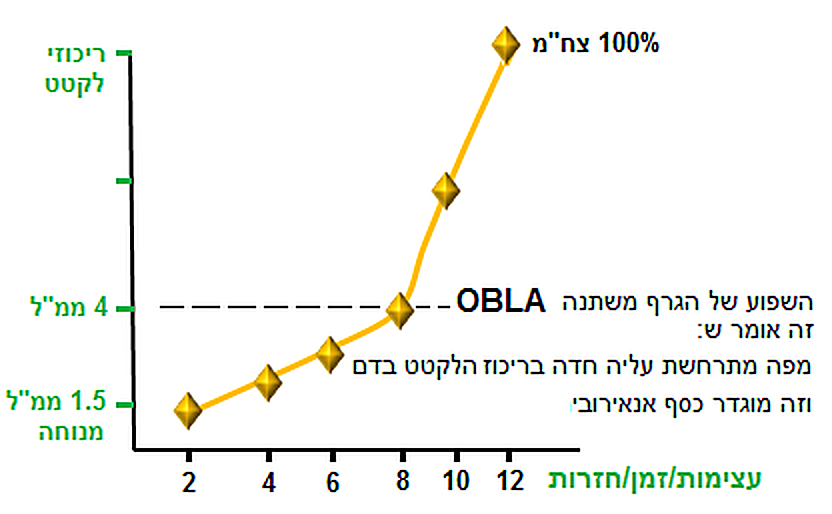 100% צח"מ
ריכוזי
לקטט
4 ממ"ל
OBLA השפוע של הגרף משתנה
זה אומר ש:
מפה מתרחשת עליה חדה בריכוז הלקטט בדם
וזה מוגדר כסף אנאירובי
1.5 ממ"ל
מנוחה
2 4 6 8 10 12
עצימות/זמן/חזרות